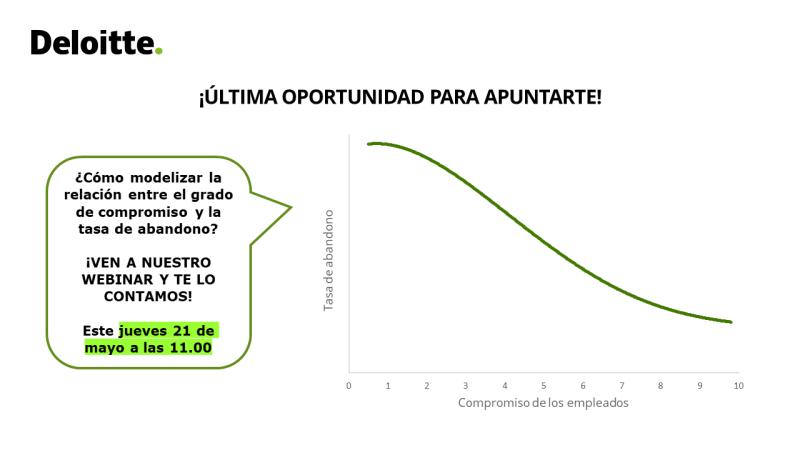 Deloitte.
¡ÚLTIMA OPORTUNIDAD PARA APUNTARTE!
¿Cómo modelizar la
relación entre el grado
de compromiso y la
tasa de abandono?
¡VEN A NUESTRO
WEBINAR Y TE LO
CONTAMOS!
Este jueves 21 de
mayo a las 11.00
Tasa de abandono
0 1 2 3 4 5 6 7 8 9 10
Compromiso de los empleados